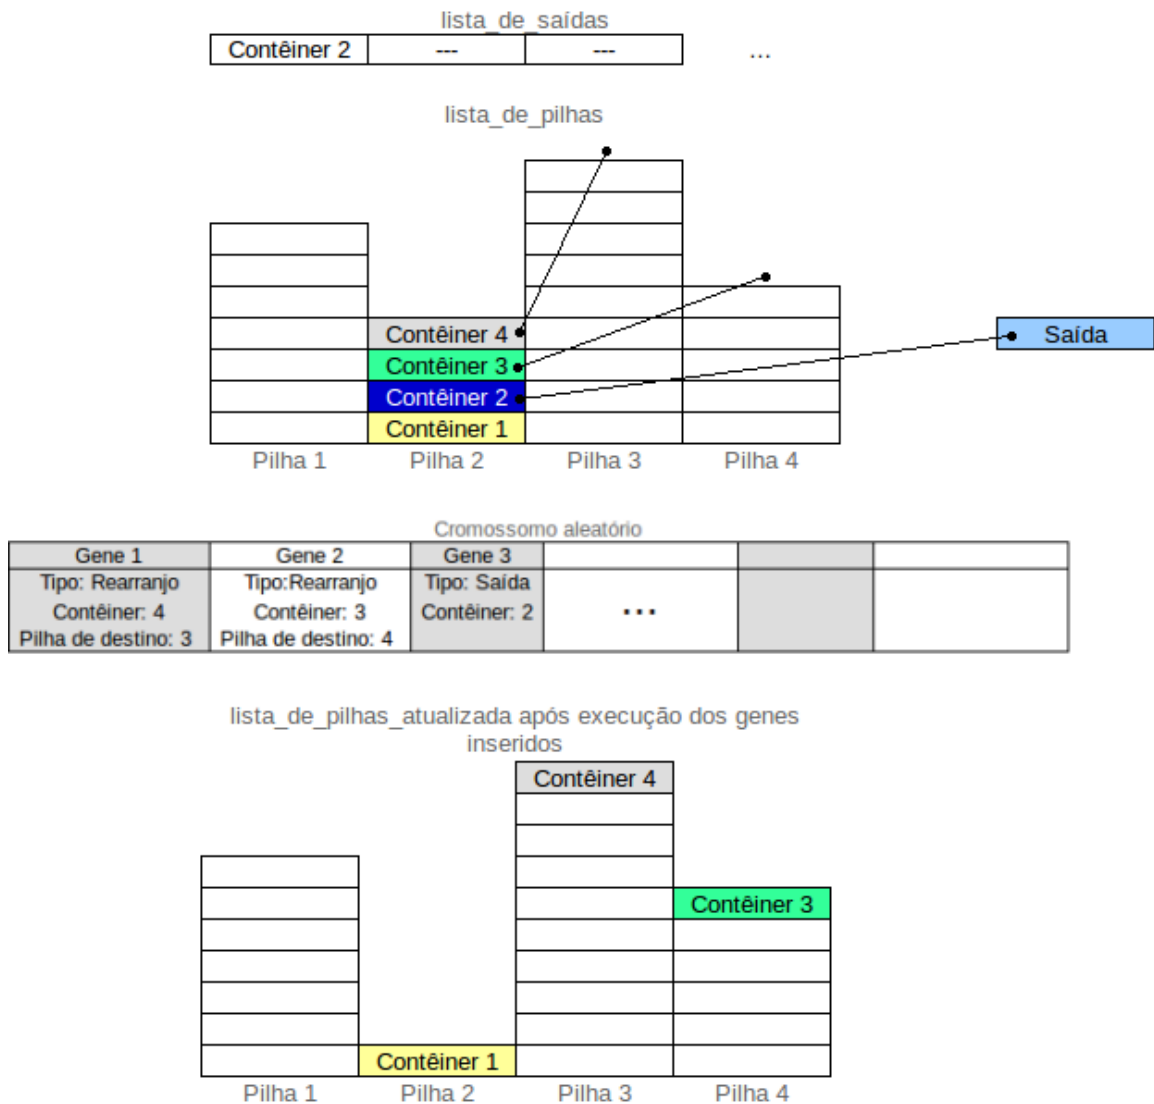 lista_de_saídas
Contêiner 2 --- --- ...
lista_de_pilhas
Contêiner 4
Contêiner 3
Contêiner 2
Contêiner 1
Saída
Pilha 1 Pilha 2 Pilha 3 Pilha 4
Cromossomo aleatório
Gene 1 Gene 2 Gene 3
Tipo: Rearranjo Tipo:Rearranjo Tipo: Saída
Contêiner: 4 Contêiner: 3 Contêiner: 2 ...
Pilha de destino: 3 Pilha de destino: 4
lista_de_pilhas_atualizada após execução dos genes
inseridos
Contêiner 4
Contêiner 3
Contêiner 1
Pilha 1 Pilha 2 Pilha 3 Pilha 4